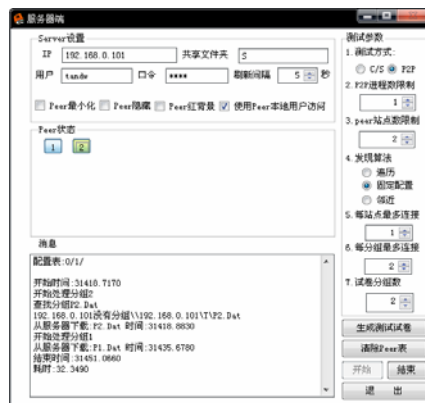 服务器端
Server设置
IP 192.168.0.101 共享文件夹 S
用户 tandw 口令 **** 刷新间隔 5 秒
Peer最小化 Peer隐藏 Peer红背景 使用Peer本地用户访问
Peer状态
1 2
消息
配置表:0/1/
开始时间:31418.7170
开始处理分组2
查找分组P2.Dat
192.168.0.101没有分组\\192.168.0.101\T\P2.Dat
从服务器下载:P2.Dat 时间:31418.8830
开始处理分组1
从服务器下载:P1.Dat 时间:31435.6780
结束时间:31451.0660
耗时:32.3490
测试参数
1. 测试方式:
C/S P2P
2. P2P进程数限制
1
3. peer站点数限制
2
4. 发现算法
遍历
固定配置
邻近
5. 每站点最多连接
1
6. 每分组最多连接
2
7. 试卷分组数
2
生成测试试卷
清除Peer表
开始 结束
退 出